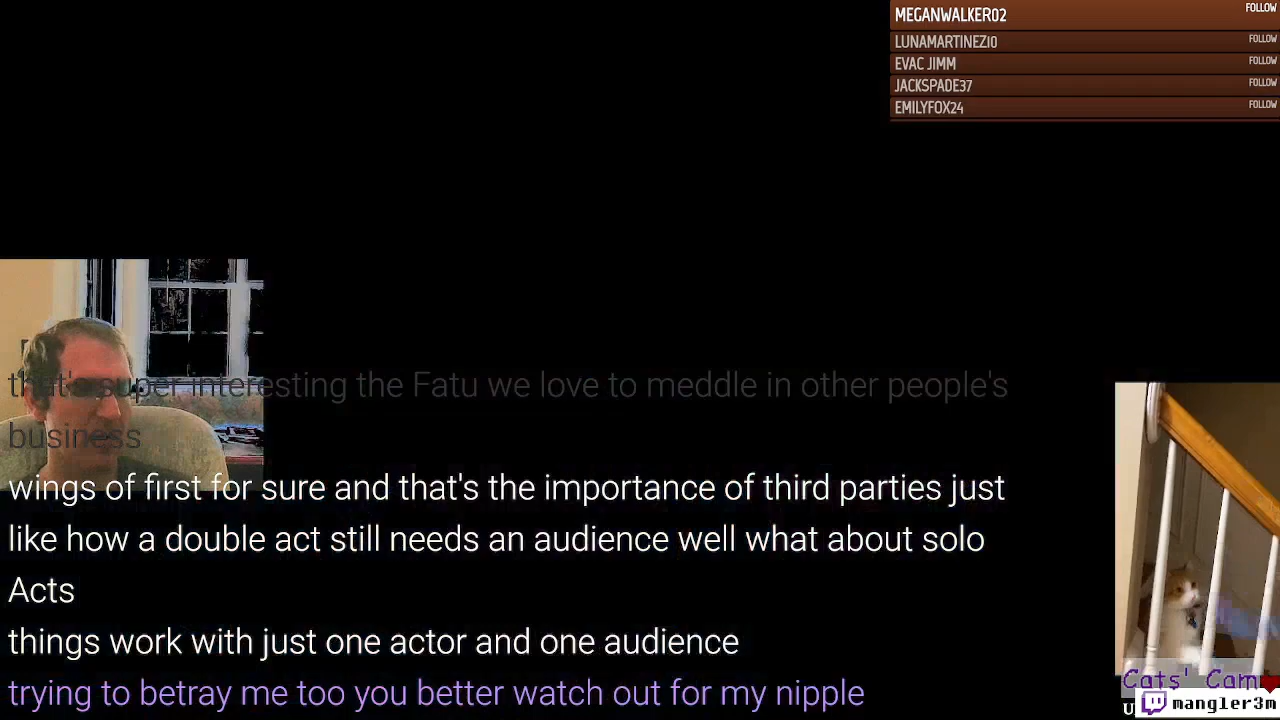 MEGANWALKER02 FOLLOW
LUNAMARTINEZ10 FOLLOW
EVAC JIMM FOLLOW
JACKSPADE37 FOLLOW
EMILYFOX24 FOLLOW
that's super interesting the Fatu we love to meddle in other people's
business
wings of first for sure and that's the importance of third parties just
like how a double act still needs an audience well what about solo
Acts
things work with just one actor and one audience
trying to betray me too you better watch out for my nipple
Cats' Cam
mangler3m